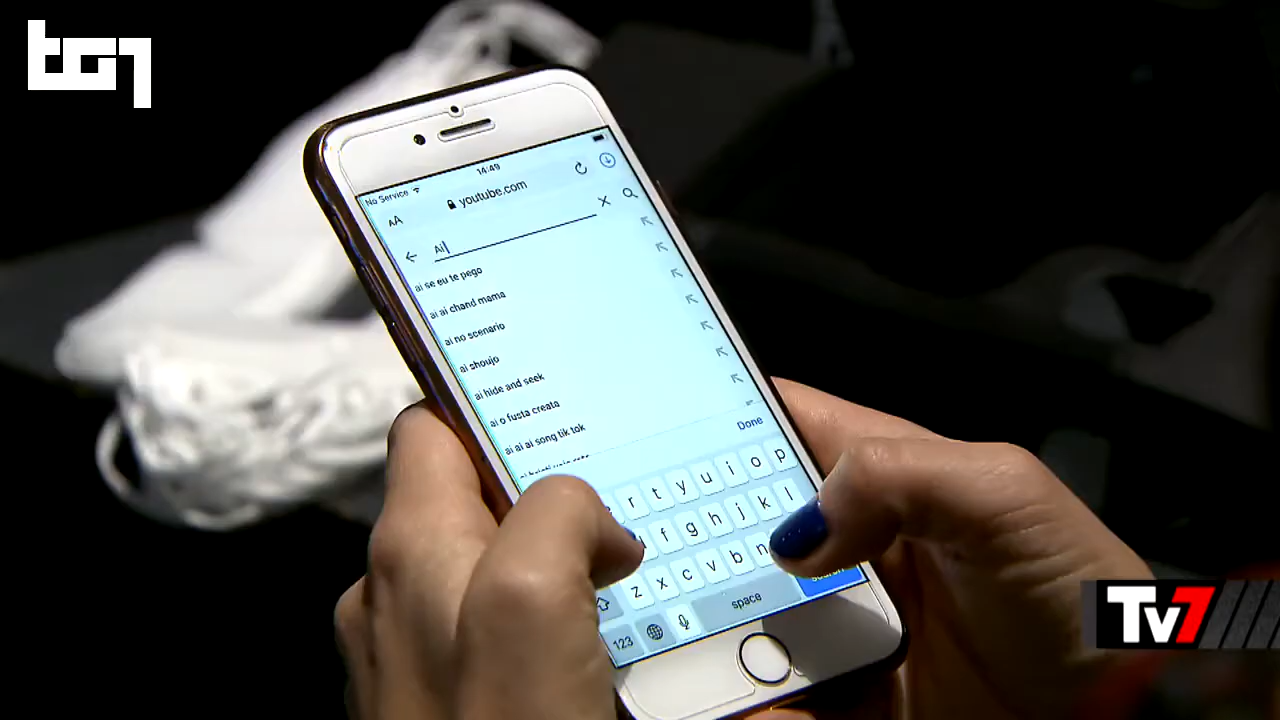 tg1
14:49
No Service
AA youtube.com
Ai
ai se eu te pego
ai ai chand mama
ai no scenario
ai shoujo
ai hide and seek
ai o fusta creata
ai ai ai song tik tok
Done
r t y u i o p
f g h j k l
z x c v b n
123 space search
Tv7